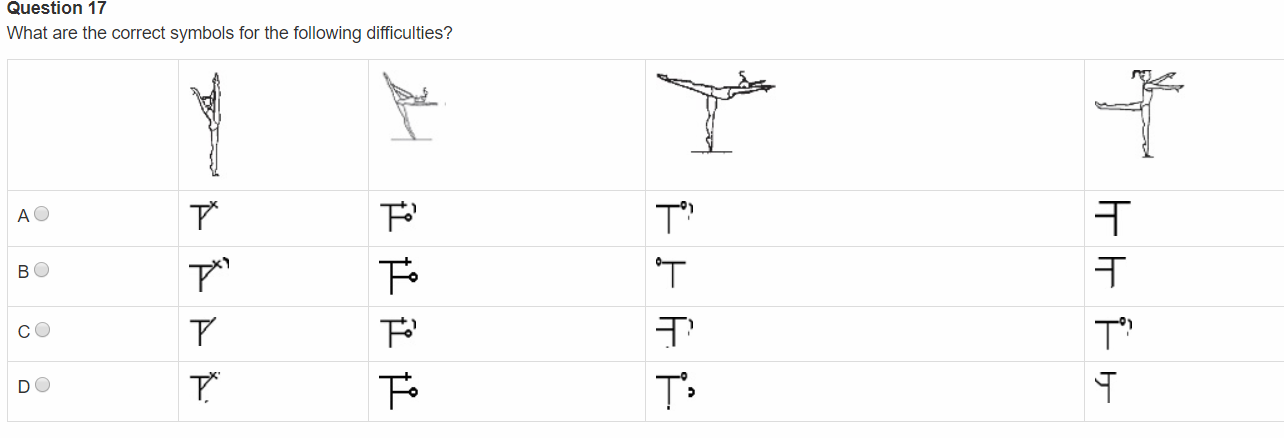 Question 17
What are the correct symbols for the following difficulties?
A
B
C
D